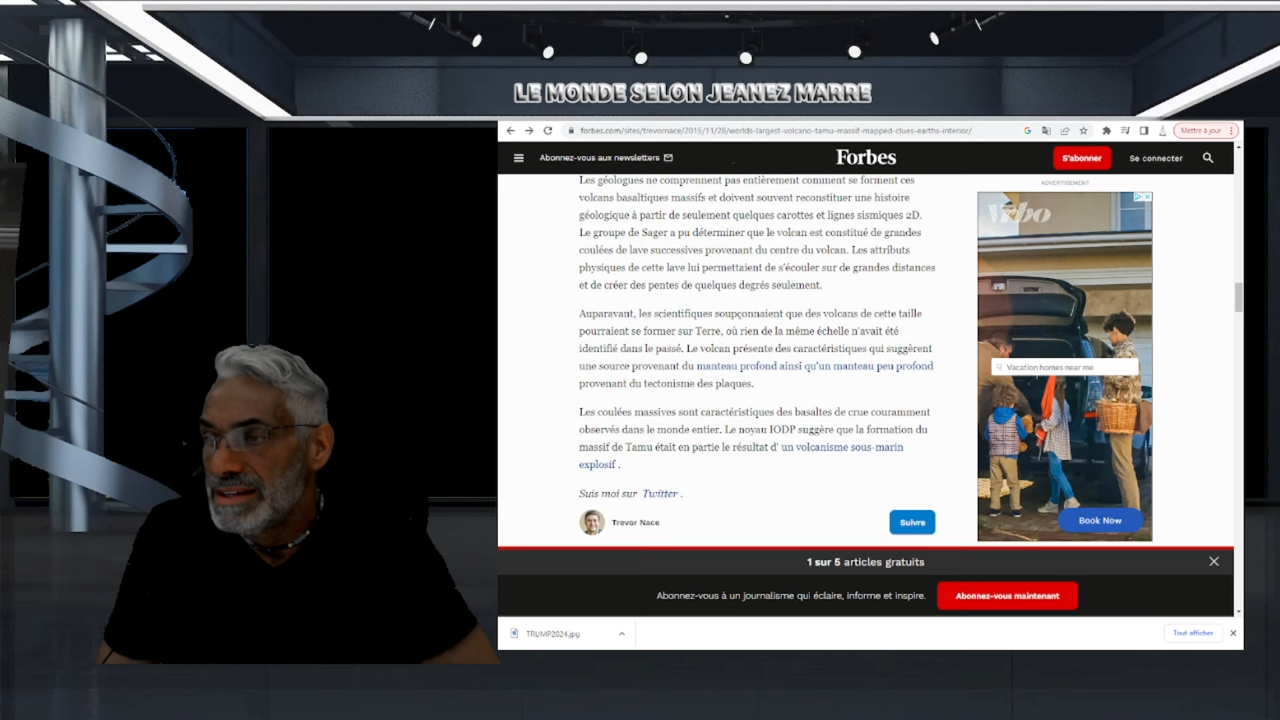 LE MONDE SELON JEANEZ MARRE
forbes.com/sites/trevornace/2015/11/28/worlds-largest-volcano-tamu-massif-mapped-clues-earths-interior/
Mettre à jour
Abonnez-vous aux newsletters
Forbes
S'abonner
Se connecter
Les géologues ne comprennent pas entièrement comment se forment ces
volcans basaltiques massifs et doivent souvent reconstituer une histoire
géologique à partir de seulement quelques carottes et lignes sismiques 2D.
Le groupe de Sager a pu déterminer que le volcan est constitué de grandes
coulées de lave successives provenant du centre du volcan. Les attributs
physiques de cette lave lui permettaient de s'écouler sur de grandes distances
et de créer des pentes de quelques degrés seulement.
Auparavant, les scientifiques soupçonnaient que des volcans de cette taille
pourraient se former sur Terre, où rien de la même échelle n'avait été
identifié dans le passé. Le volcan présente des caractéristiques qui suggèrent
une source provenant du manteau profond ainsi qu'un manteau peu profond
provenant du tectonisme des plaques.
Les coulées massives sont caractéristiques des basaltes de crue couramment
observés dans le monde entier. Le noyau IODP suggère que la formation du
massif de Tamu était en partie le résultat d' un volcanisme sous-marin
explosif .
Suis moi sur Twitter .
Trevor Nace
Suivre
ADVERTISEMENT
Vrbo
Vacation homes near me
Book Now
1 sur 5 articles gratuits
Abonnez-vous à un journalisme qui éclaire, informe et inspire.
Abonnez-vous maintenant
TRUMP2024.jpg
Tout afficher